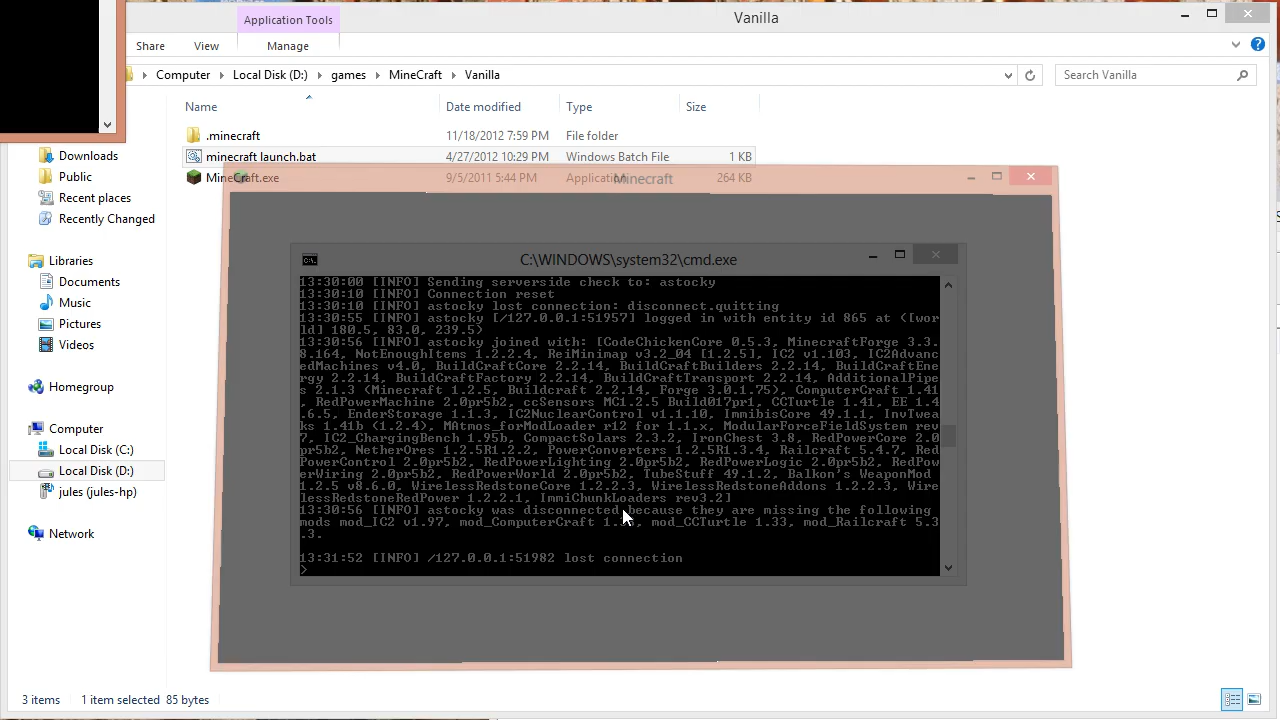 Application Tools
Vanilla
Share
View
Manage
Computer
Local Disk (D:)
games
MineCraft
Vanilla
Search Vanilla
Name
Date modified
Type
Size
.minecraft
11/18/2012 7:59 PM
File folder
minecraft launch.bat
4/27/2012 10:29 PM
Windows Batch File
1 KB
MineCraft.exe
9/5/2011 5:44 PM
Application
264 KB
Downloads
Public
Recent places
Recently Changed
Libraries
Documents
Music
Pictures
Videos
Homegroup
Computer
Local Disk (C:)
Local Disk (D:)
jules (jules-hp)
Network
Minecraft
C:\WINDOWS\system32\cmd.exe
13:30:00 [INFO] Sending serverside check to: astocky
13:30:10 [INFO] Connection reset
13:30:10 [INFO] astocky lost connection: disconnect.quitting
13:30:55 [INFO] astocky [/127.0.0.1:51957] logged in with entity id 865 at ([wor
ld] 180.5, 83.0, 239.5)
13:30:56 [INFO] astocky joined with: [CodeChickenCore 0.5.3, MinecraftForge 3.3.
8.164, NotEnoughItems 1.2.2.4, ReiMinimap v3.2_04 [1.2.5], IC2 v1.103, IC2Advanc
edMachines v4.0, BuildCraftCore 2.2.14, BuildCraftBuilders 2.2.14, BuildCraftEne
rgy 2.2.14, BuildCraftFactory 2.2.14, BuildCraftTransport 2.2.14, AdditionalPipe
s 2.1.3 (Minecraft 1.2.5, Buildcraft 2.2.14, Forge 3.0.1.75), ComputerCraft 1.41
, RedPowerMachine 2.0pr5b2, ccSensors MC1.2.5 Build017pr1, CCTurtle 1.41, EE 1.4
.6.5, EnderStorage 1.1.3, IC2NuclearControl v1.1.10, ImmibisCore 49.1.1, InvTwea
ks 1.41b (1.2.4), MAtmos_forModLoader r12 for 1.1.x, ModularForceFieldSystem rev
7, IC2_ChargingBench 1.95b, CompactSolars 2.3.2, IronChest 3.8, RedPowerCore 2.0
pr5b2, NetherOres 1.2.5R1.2.2, PowerConverters 1.2.5R1.3.4, Railcraft 5.4.7, Red
PowerControl 2.0pr5b2, RedPowerLighting 2.0pr5b2, RedPowerLogic 2.0pr5b2, RedPow
erWiring 2.0pr5b2, RedPowerWorld 2.0pr5b2, TubeStuff 49.1.2, Balkon's WeaponMod
1.2.5 v8.6.0, WirelessRedstoneCore 1.2.2.3, WirelessRedstoneAddons 1.2.2.3, Wire
lessRedstoneRedPower 1.2.2.1, ImmiChunkLoaders rev3.2]
13:30:56 [INFO] astocky was disconnected because they are missing the following
mods mod_IC2 v1.97, mod_ComputerCraft mod_CCTurtle 1.33, mod_Railcraft 5.3
.3.
13:31:52 [INFO] /127.0.0.1:51982 lost connection
>
3 items
1 item selected
85 bytes